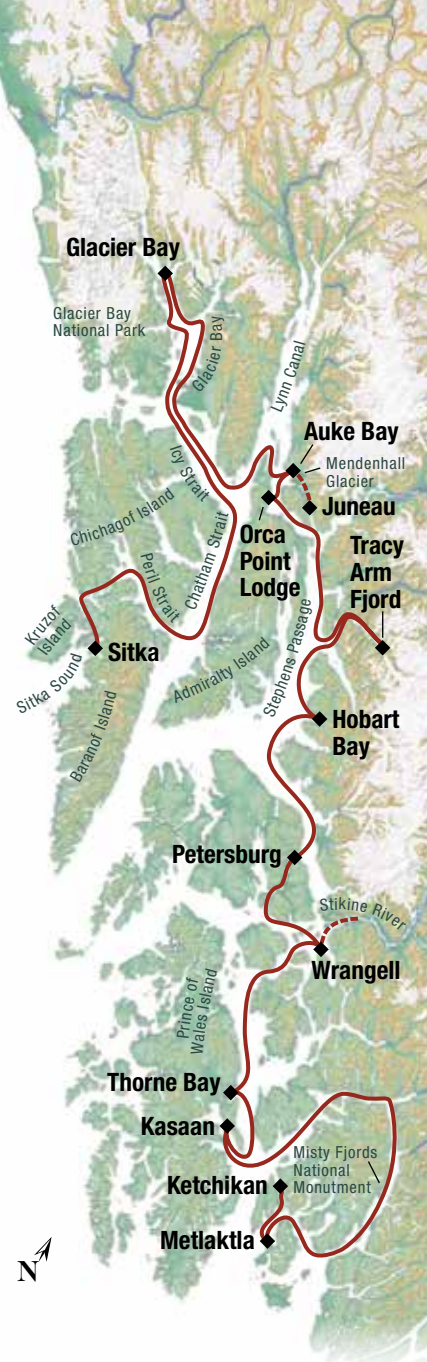 Glacier Bay
Glacier Bay
National Park
Glacier Bay
Lynn Canal
Auke Bay
Mendenhall
Glacier
Juneau
Icy Strait
Chichagof Island
Orca
Point
Lodge
Tracy
Arm
Fjord
Chatham Strait
Peril Strait
Kruzof
Island
Sitka
Sitka Sound
Admiralty Island
Stephens Passage
Baranof Island
Hobart
Bay
Petersburg
Stikine River
Wrangell
Prince of
Wales Island
Thorne Bay
Kasaan
Misty Fjords
National
Monutment
Ketchikan
Metlaktla
N